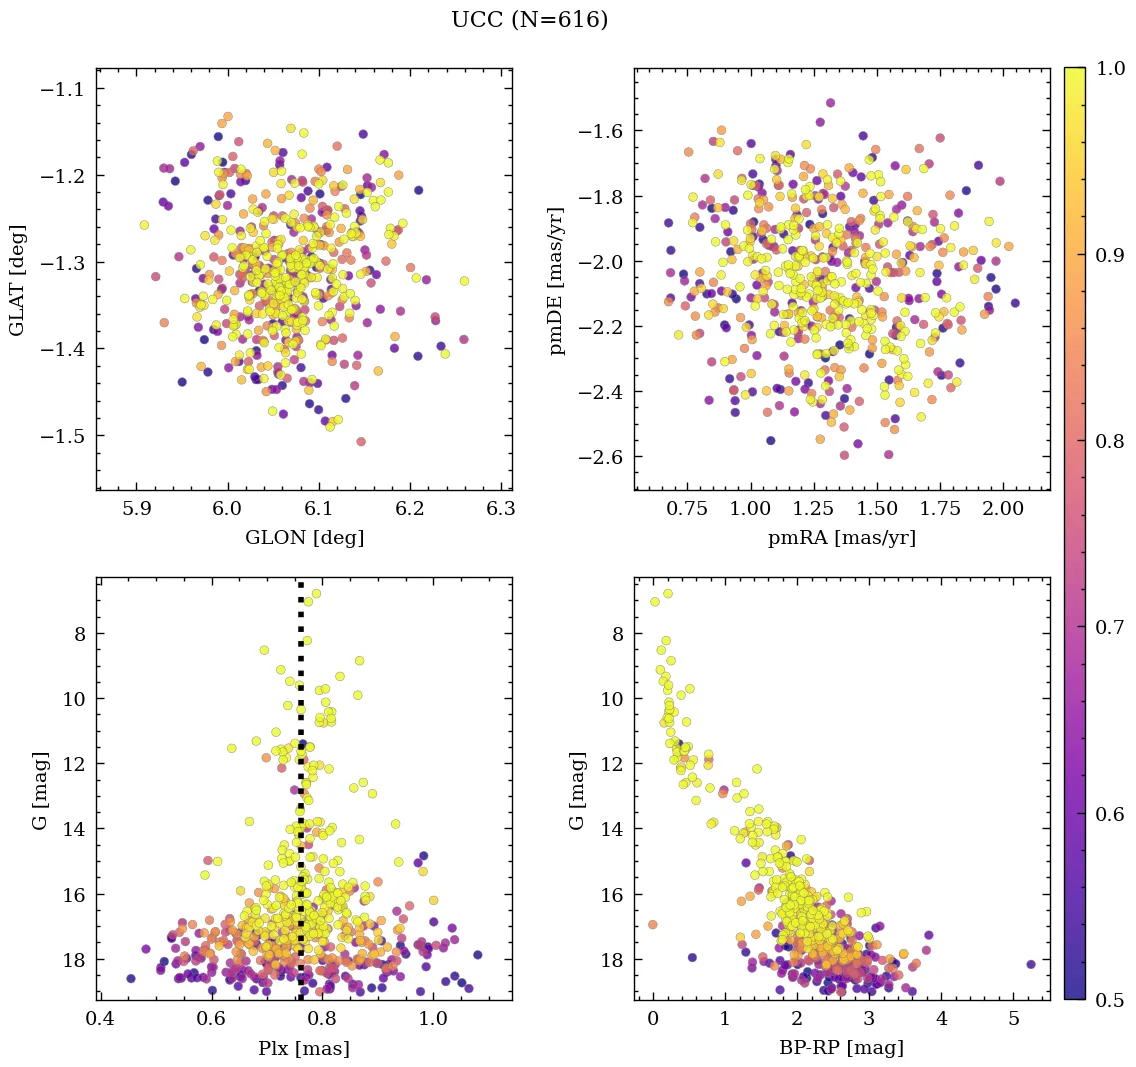 UCC (N=616)
−1.1
−1.2
−1.3
−1.4
−1.5
GLAT [deg]
5.9 6.0 6.1 6.2 6.3
GLON [deg]
−1.6
−1.8
−2.0
−2.2
−2.4
−2.6
pmDE [mas/yr]
0.75 1.00 1.25 1.50 1.75 2.00
pmRA [mas/yr]
8
10
12
14
16
18
G [mag]
0.4 0.6 0.8 1.0
Plx [mas]
8
10
12
14
16
18
G [mag]
0 1 2 3 4 5
BP-RP [mag]
1.0
0.9
0.8
0.7
0.6
0.5